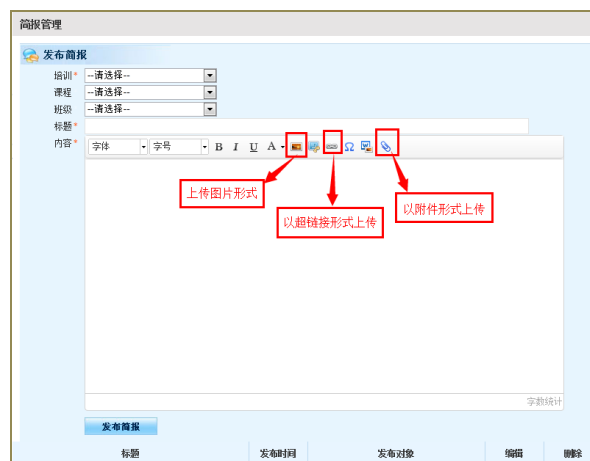 简报管理
发布简报
培训* --请选择--
课程 --请选择--
班级 --请选择--
标题*
内容* 字体 字号 B I U A Ω W
上传图片形式
以超链接形式上传
以附件形式上传
字数统计
发布简报
标题 发布时间 发布对象 编辑 删除